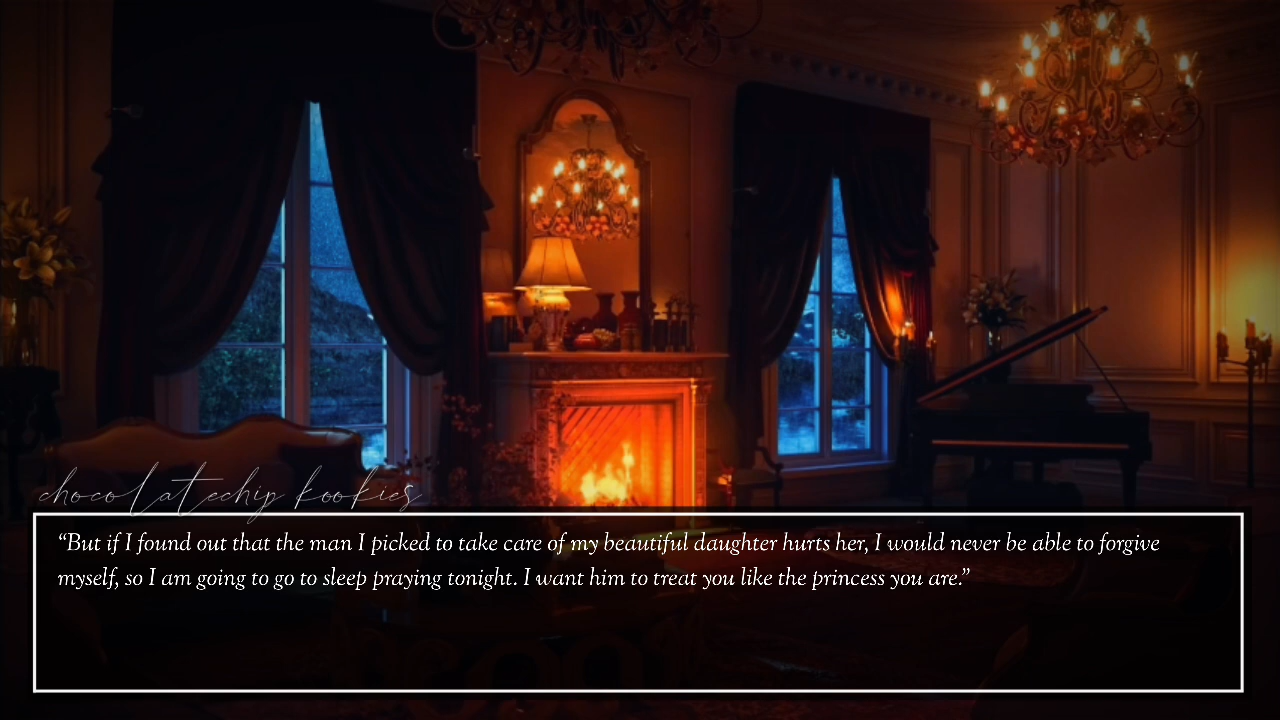 chocolatechip kookies
“But if I found out that the man I picked to take care of my beautiful daughter hurts her, I would never be able to forgive
myself, so I am going to go to sleep praying tonight. I want him to treat you like the princess you are.”